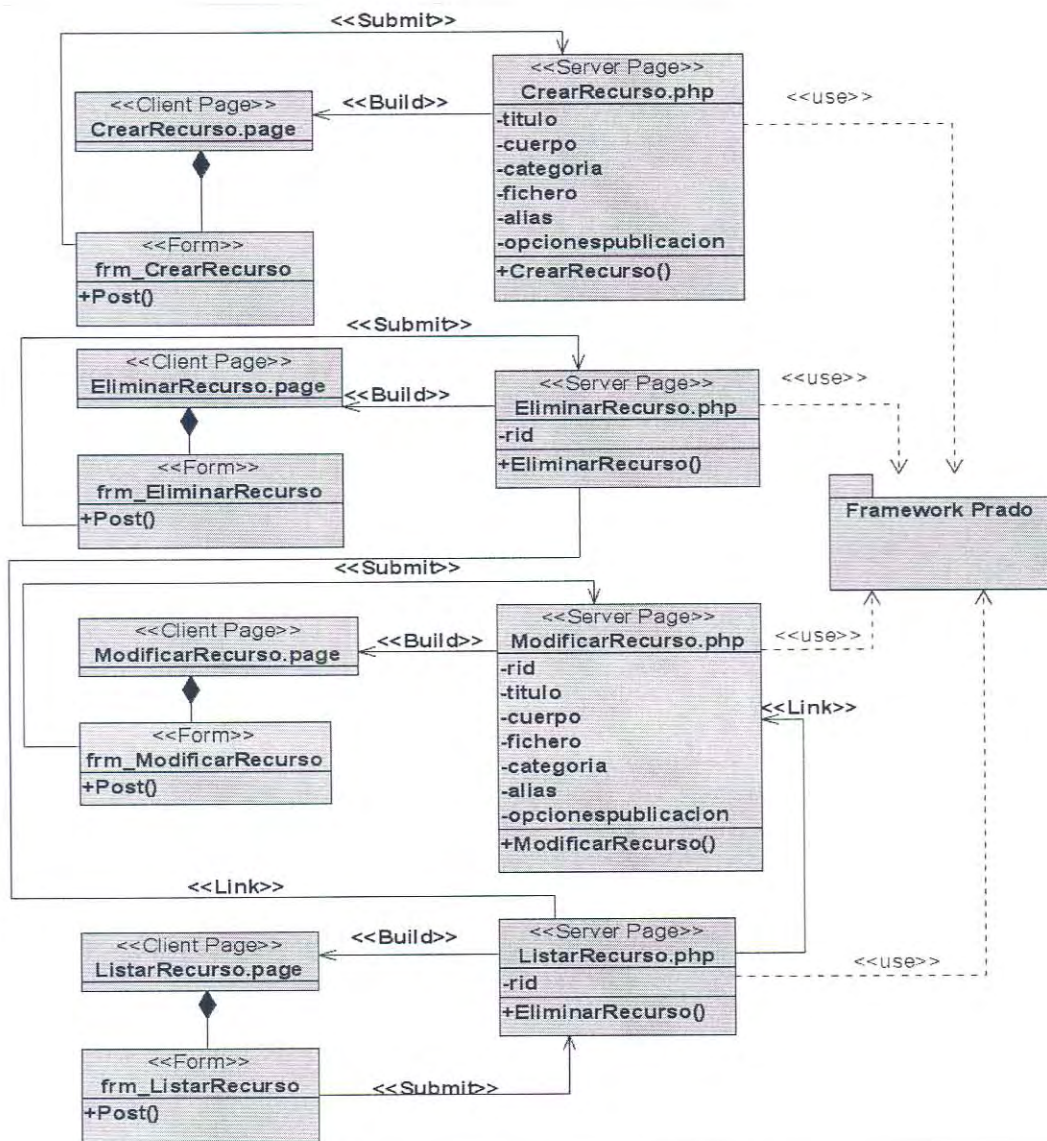 <<Submit>>
<<Server Page>>
CrearRecurso.php
-titulo
-cuerpo
-categoria
-fichero
-alias
-opcionespublicacion
+CrearRecurso()
<<use>>
<<Build>>
<<Client Page>>
CrearRecurso.page
<<Form>>
frm_CrearRecurso
+Post()
<<Submit>>
<<Client Page>>
EliminarRecurso.page
<<Build>>
<<Server Page>>
EliminarRecurso.php
-rid
+EliminarRecurso()
<<use>>
<<Form>>
frm_EliminarRecurso
+Post()
Framework Prado
<<Submit>>
<<Client Page>>
ModificarRecurso.page
<<Build>>
<<Server Page>>
ModificarRecurso.php
-rid
-titulo
-cuerpo
-fichero
-categoria
-alias
-opcionespublicacion
+ModificarRecurso()
<<use>>
<<Link>>
<<Form>>
frm_ModificarRecurso
+Post()
<<Link>>
<<Client Page>>
ListarRecurso.page
<<Build>>
<<Server Page>>
ListarRecurso.php
-rid
+EliminarRecurso()
<<use>>
<<Form>>
frm_ListarRecurso
+Post()
<<Submit>>